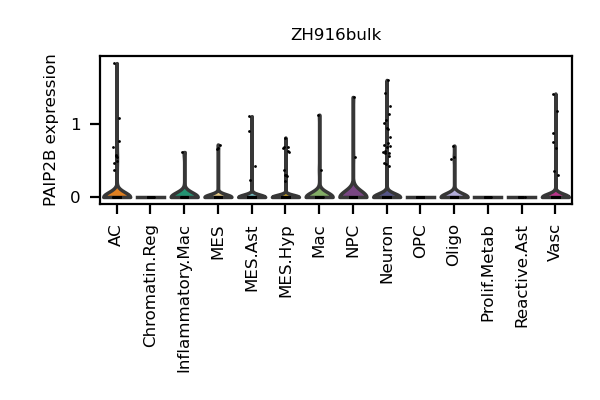 ZH916bulk
PAIP2B expression
1
0
AC
Chromatin.Reg
Inflammatory.Mac
MES
MES.Ast
MES.Hyp
Mac
NPC
Neuron
OPC
Oligo
Prolif.Metab
Reactive.Ast
Vasc